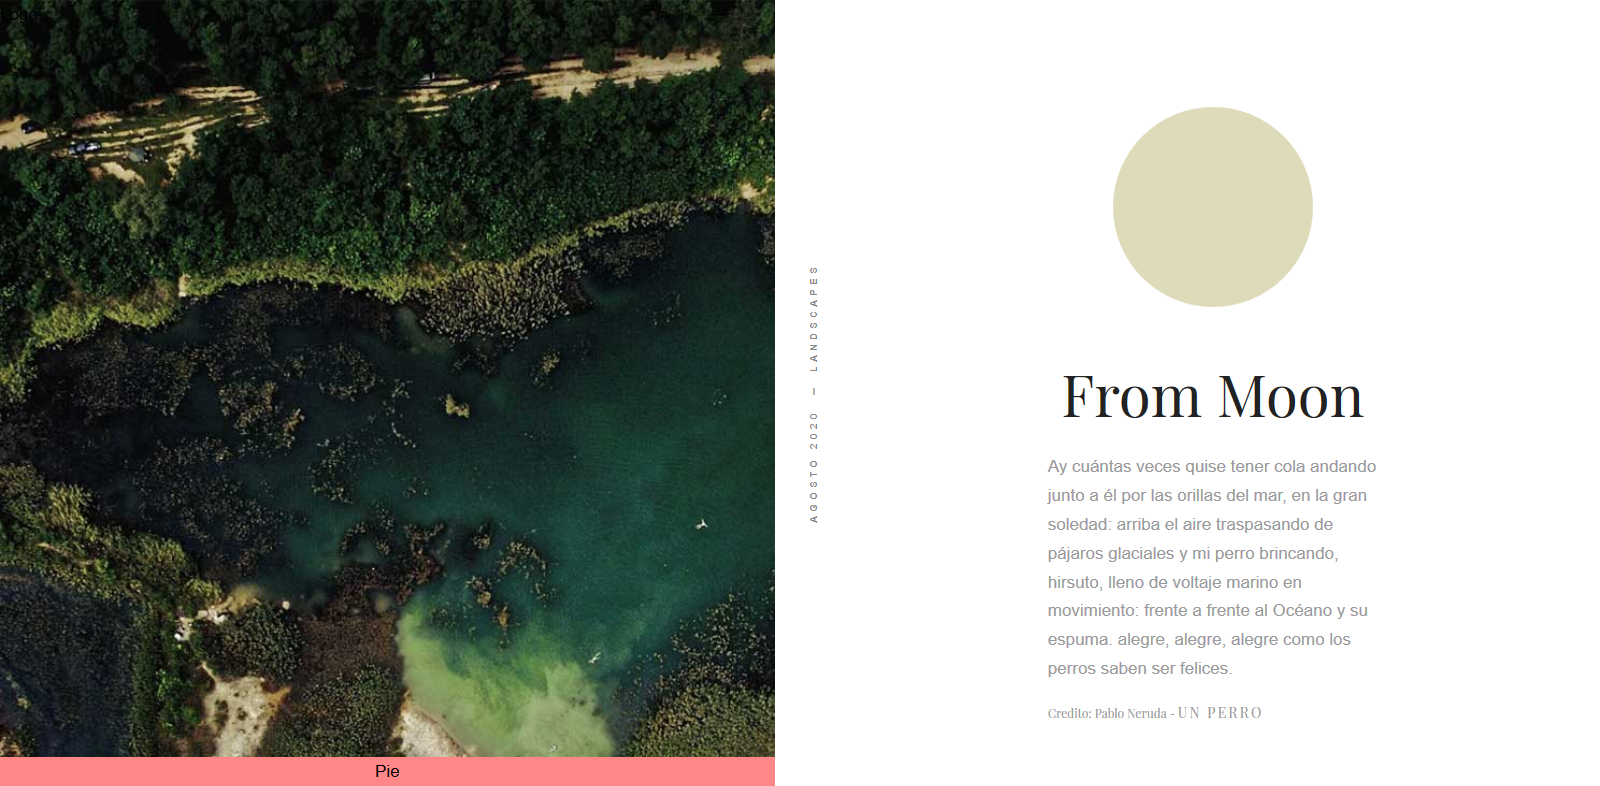 Logo
Pie
AGOSTO 2020 — LANDSCAPES
From Moon
Ay cuántas veces quise tener cola andando
junto a él por las orillas del mar, en la gran
soledad: arriba el aire traspasando de
pájaros glaciales y mi perro brincando,
hirsuto, lleno de voltaje marino en
movimiento: frente a frente al Océano y su
espuma. alegre, alegre, alegre como los
perros saben ser felices.
Credito: Pablo Neruda - UN PERRO